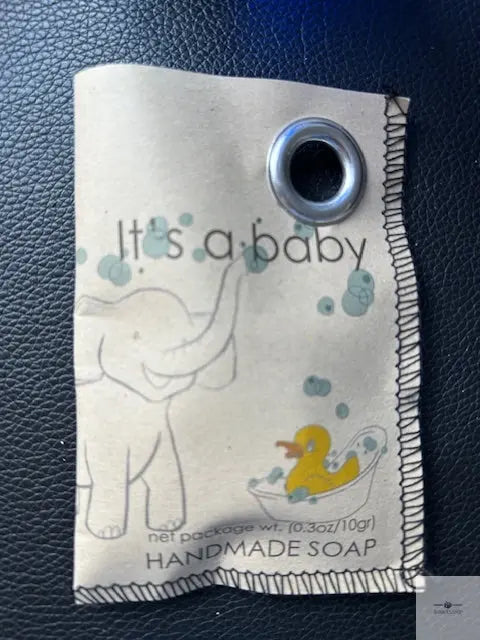 It's a baby
net package wt. (0.3oz/10gr)
HANDMADE SOAP